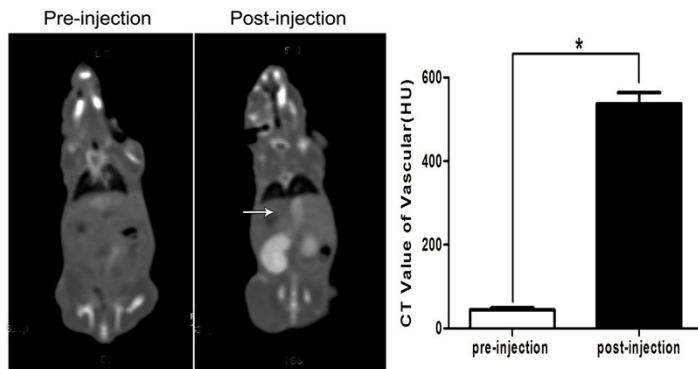 Pre-injection
Post-injection
*
CT Value of Vascular(HU)
600
400
200
0
pre-injection
post-injection